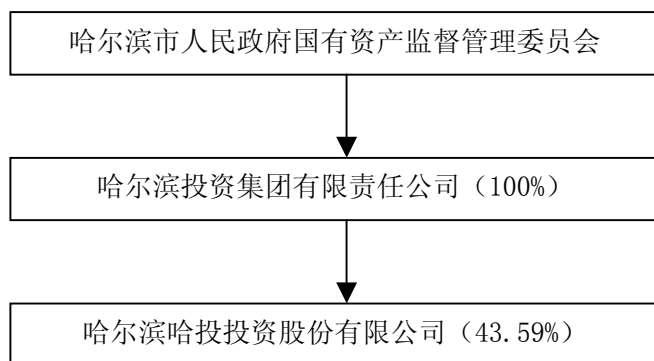 哈尔滨市人民政府国有资产监督管理委员会
哈尔滨投资集团有限责任公司（100%）
哈尔滨哈投投资股份有限公司（43.59%）